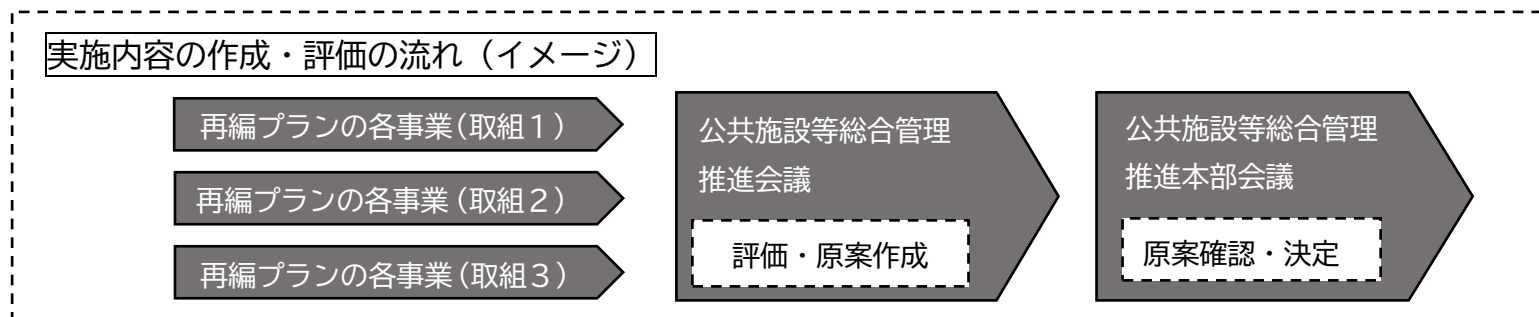 実施内容の作成・評価の流れ（イメージ）
再編プランの各事業（取組１）
再編プランの各事業（取組２）
再編プランの各事業（取組３）
公共施設等総合管理
推進会議
評価・原案作成
公共施設等総合管理
推進本部会議
原案確認・決定